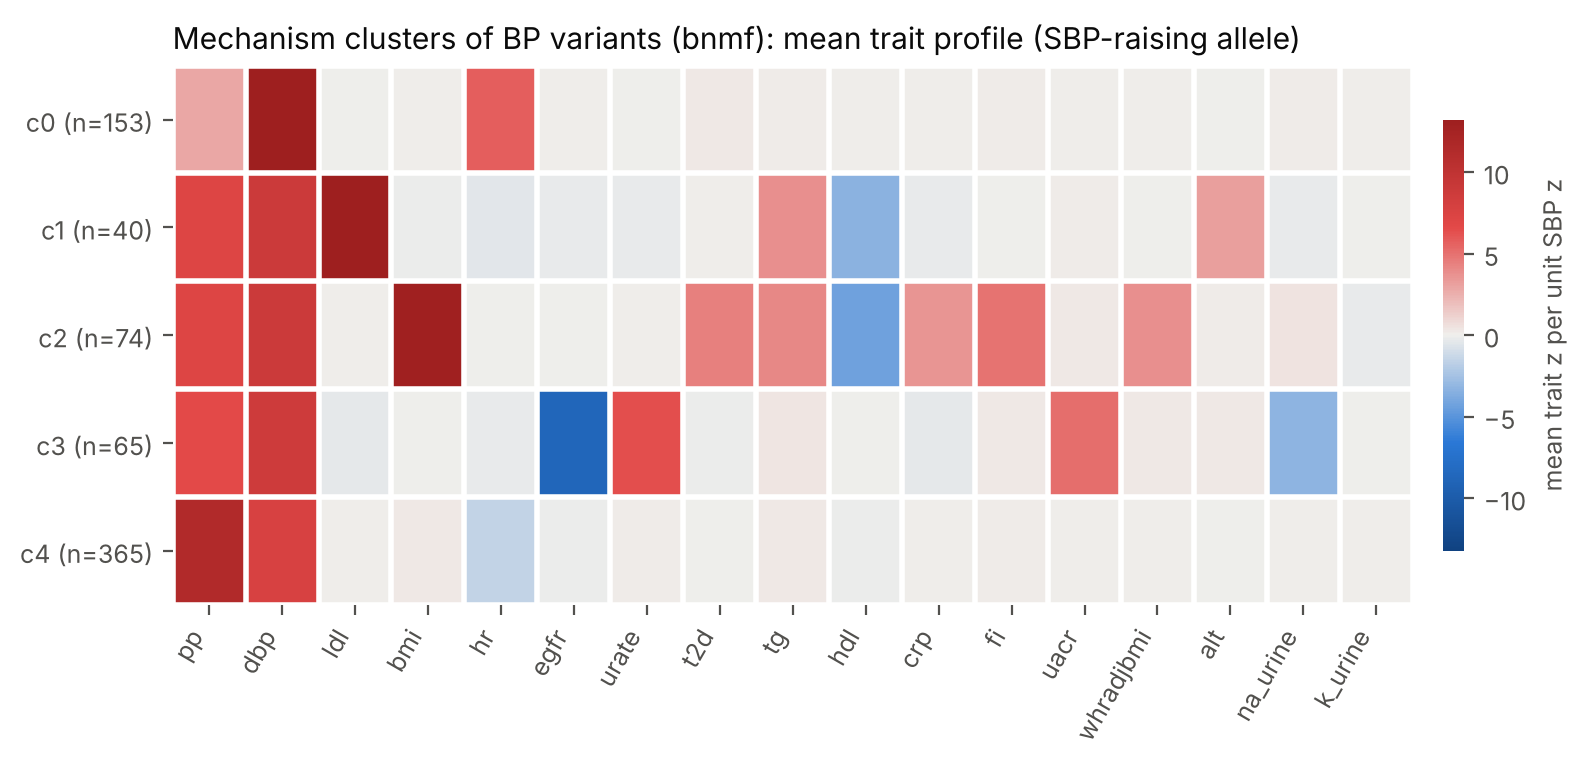 Mechanism clusters of BP variants (bnmf): mean trait profile (SBP-raising allele)
c0 (n=153)
c1 (n=40)
c2 (n=74)
c3 (n=65)
c4 (n=365)
pp
dbp
ldl
bmi
hr
egfr
urate
t2d
tg
hdl
crp
fi
uacr
whradjbmi
alt
na_urine
k_urine
10
5
0
−5
−10
mean trait z per unit SBP z